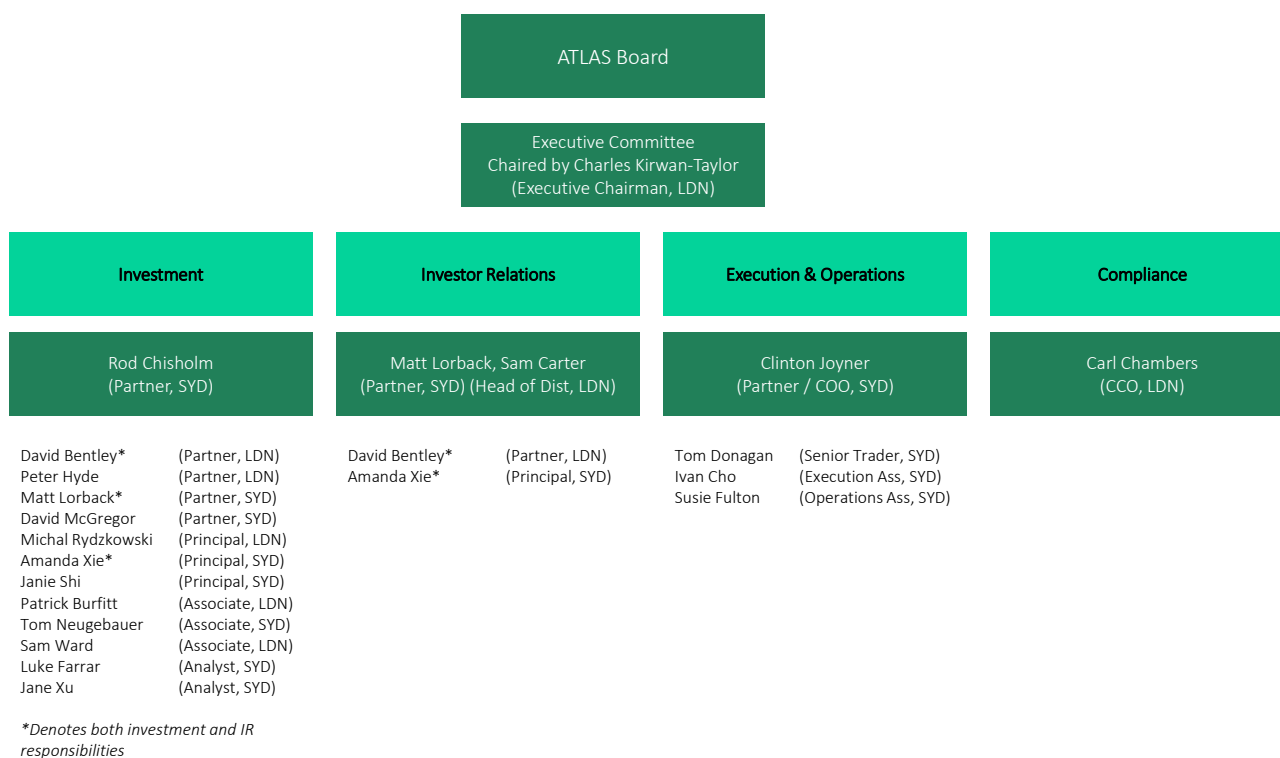 ATLAS Board
Executive Committee
Chaired by Charles Kirwan-Taylor
(Executive Chairman, LDN)
Investment
Investor Relations
Execution & Operations
Compliance
Rod Chisholm
(Partner, SYD)
Matt Lorback, Sam Carter
(Partner, SYD) (Head of Dist, LDN)
Clinton Joyner
(Partner / COO, SYD)
Carl Chambers
(CCO, LDN)
David Bentley* (Partner, LDN)
Peter Hyde (Partner, LDN)
Matt Lorback* (Partner, SYD)
David McGregor (Partner, SYD)
Michal Rydzkowski (Principal, LDN)
Amanda Xie* (Principal, SYD)
Janie Shi (Principal, SYD)
Patrick Burfitt (Associate, LDN)
Tom Neugebauer (Associate, SYD)
Sam Ward (Associate, LDN)
Luke Farrar (Analyst, SYD)
Jane Xu (Analyst, SYD)
*Denotes both investment and IR
responsibilities
David Bentley* (Partner, LDN)
Amanda Xie* (Principal, SYD)
Tom Donagan (Senior Trader, SYD)
Ivan Cho (Execution Ass, SYD)
Susie Fulton (Operations Ass, SYD)